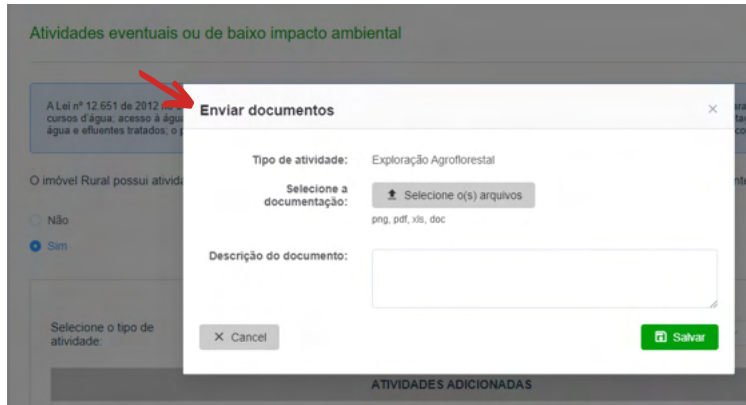 Atividades eventuais ou de baixo impacto ambiental
A Lei nº 12.651 de 2012
cursos d'água; acesso à água
água e efluentes tratados; o
Enviar documentos
×
O imóvel Rural possui
Não
Sim
Tipo de atividade: Exploração Agroflorestal
Selecione a
documentação:
Selecione o(s) arquivos
png, pdf, xls, doc
Descrição do documento:
Selecione o tipo de
atividade:
× Cancel
Salvar
ATIVIDADES ADICIONADAS